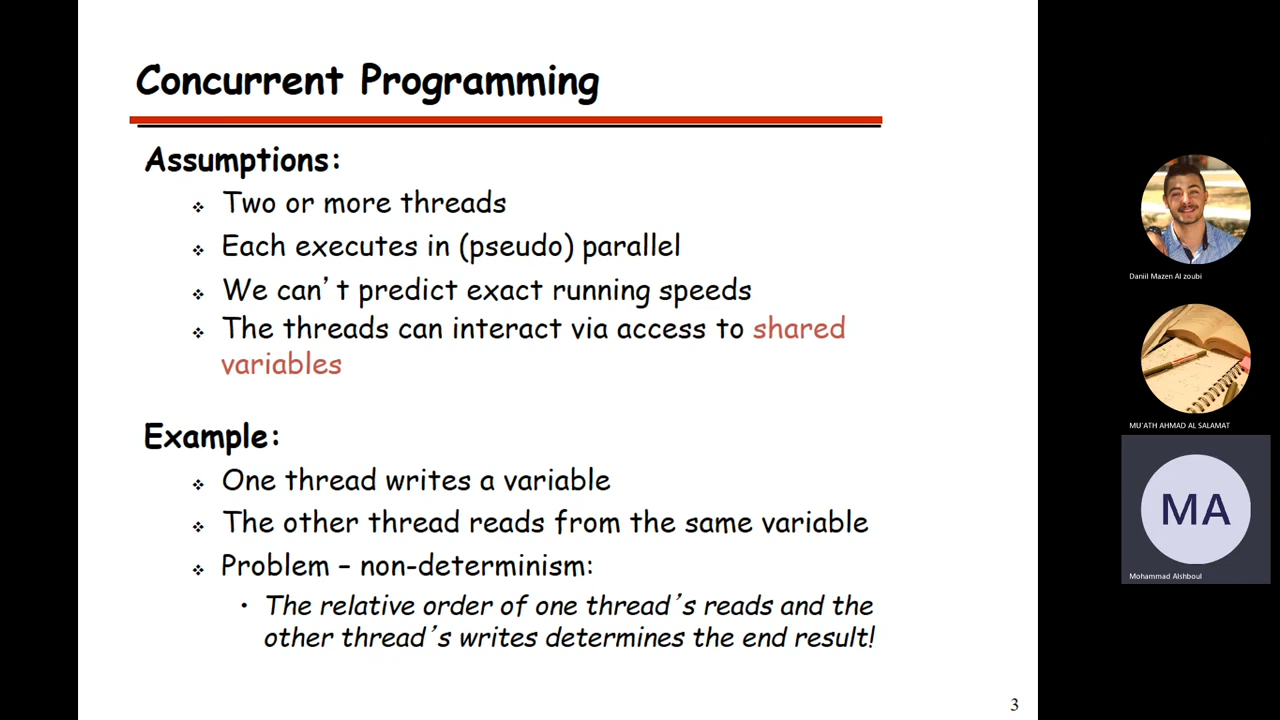 Concurrent Programming
Assumptions:
❖ Two or more threads
❖ Each executes in (pseudo) parallel
❖ We can't predict exact running speeds
❖ The threads can interact via access to shared
variables
Example:
❖ One thread writes a variable
❖ The other thread reads from the same variable
❖ Problem – non-determinism:
• The relative order of one thread's reads and the
other thread's writes determines the end result!
3
Daniil Mazen Al zoubi
MU'ATH AHMAD AL SALAMAT
MA
Mohammad Alshboul